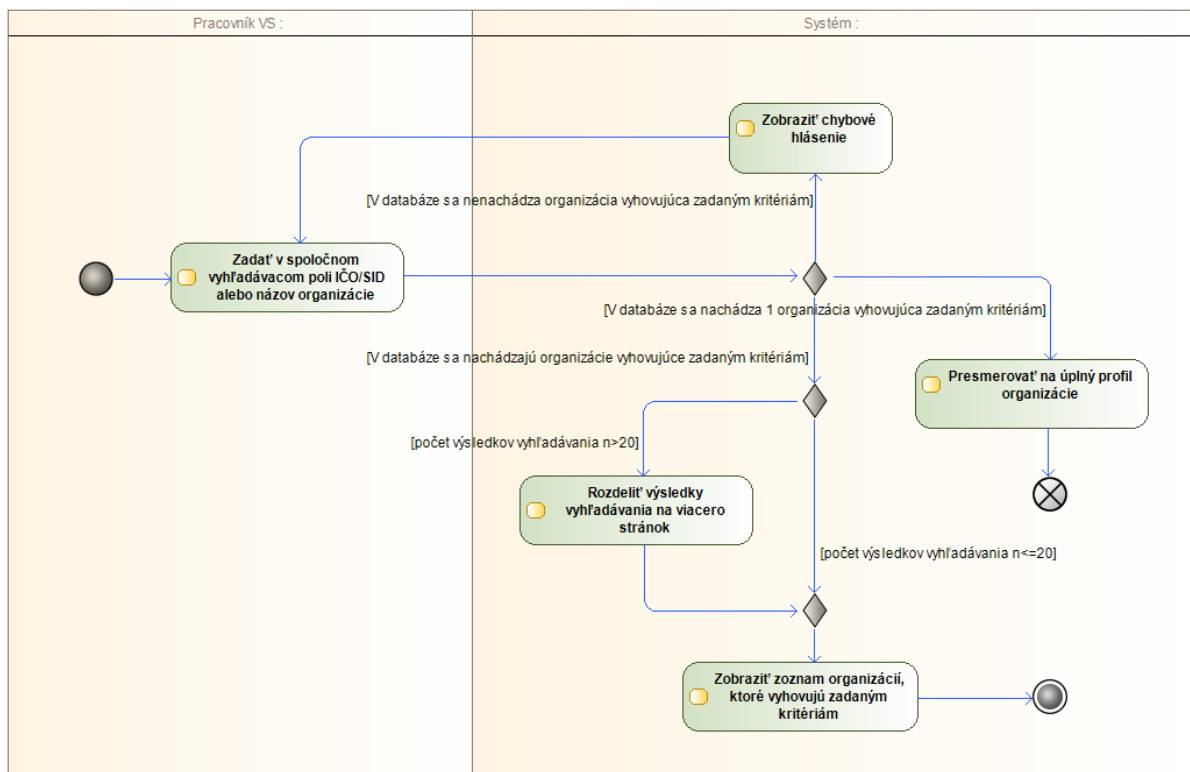 Pracovník VS :
Systém :
Zobraziť chybové
hlásenie
[V databáze sa nenachádza organizácia vyhovujúca zadaným kritériám]
Zadať v spoločnom
vyhľadávacom poli IČO/SID
alebo názov organizácie
[V databáze sa nachádza 1 organizácia vyhovujúca zadaným kritériám]
[V databáze sa nachádzajú organizácie vyhovujúce zadaným kritériám]
Presmerovať na úplný profil
organizácie
[počet výsledkov vyhľadávania n>20]
Rozdeliť výsledky
vyhľadávania na viacero
stránok
[počet výsledkov vyhľadávania n<=20]
Zobraziť zoznam organizácií,
ktoré vyhovujú zadaným
kritériám